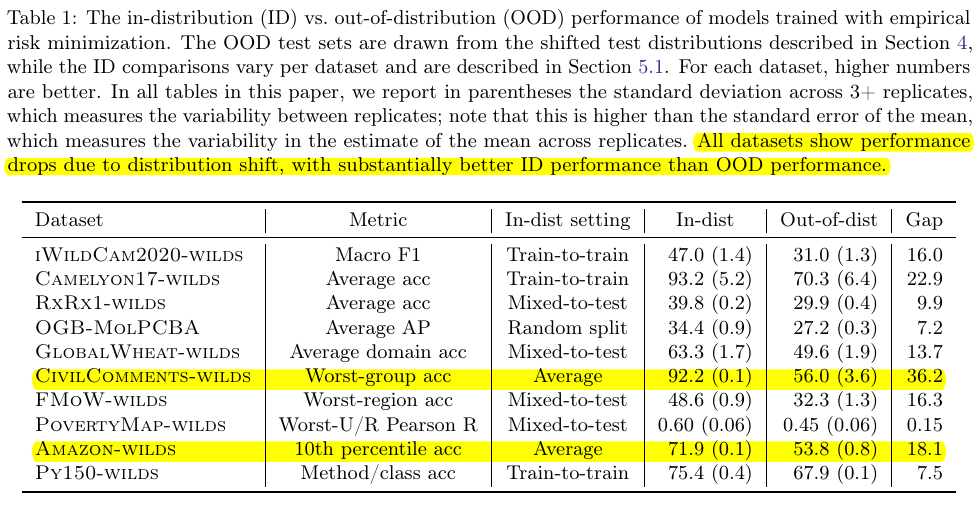 Table 1: The in-distribution (ID) vs. out-of-distribution (OOD) performance of models trained with empirical
risk minimization. The OOD test sets are drawn from the shifted test distributions described in Section 4,
while the ID comparisons vary per dataset and are described in Section 5.1. For each dataset, higher numbers
are better. In all tables in this paper, we report in parentheses the standard deviation across 3+ replicates,
which measures the variability between replicates; note that this is higher than the standard error of the mean,
which measures the variability in the estimate of the mean across replicates. All datasets show performance
drops due to distribution shift, with substantially better ID performance than OOD performance.
Dataset Metric In-dist setting In-dist Out-of-dist Gap
iWildCam2020-wilds Macro F1 Train-to-train 47.0 (1.4) 31.0 (1.3) 16.0
Camelyon17-wilds Average acc Train-to-train 93.2 (5.2) 70.3 (6.4) 22.9
RxRx1-wilds Average acc Mixed-to-test 39.8 (0.2) 29.9 (0.4) 9.9
OGB-MolPCBA Average AP Random split 34.4 (0.9) 27.2 (0.3) 7.2
GlobalWheat-wilds Average domain acc Mixed-to-test 63.3 (1.7) 49.6 (1.9) 13.7
CivilComments-wilds Worst-group acc Average 92.2 (0.1) 56.0 (3.6) 36.2
FMoW-wilds Worst-region acc Mixed-to-test 48.6 (0.9) 32.3 (1.3) 16.3
PovertyMap-wilds Worst-U/R Pearson R Mixed-to-test 0.60 (0.06) 0.45 (0.06) 0.15
Amazon-wilds 10th percentile acc Average 71.9 (0.1) 53.8 (0.8) 18.1
Py150-wilds Method/class acc Train-to-train 75.4 (0.4) 67.9 (0.1) 7.5